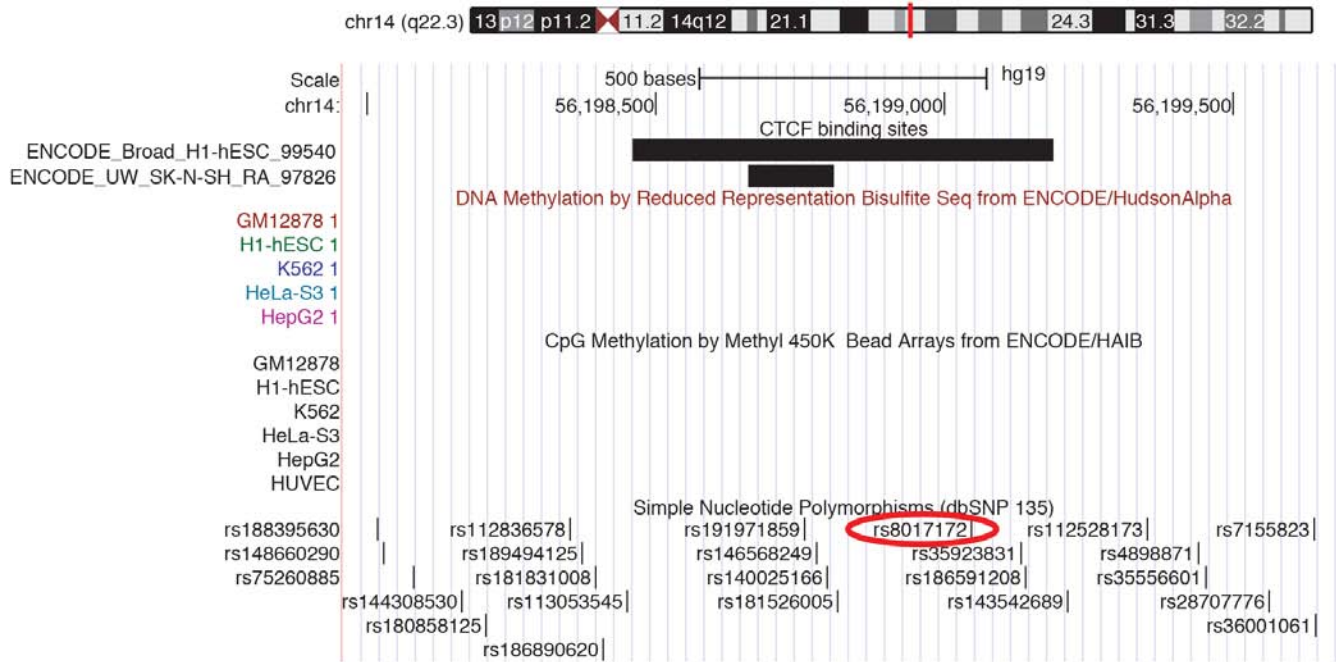 chr14 (q22.3) 13 p12 p11.2 11.2 14q12 21.1 24.3 31.3 32.2
Scale 500 bases hg19
chr14: 56,198,500 56,199,000 56,199,500
CTCF binding sites
ENCODE_Broad_H1-hESC_99540
ENCODE_UW_SK-N-SH_RA_97826
DNA Methylation by Reduced Representation Bisulfite Seq from ENCODE/HudsonAlpha
GM12878 1
H1-hESC 1
K562 1
HeLa-S3 1
HepG2 1
CpG Methylation by Methyl 450K Bead Arrays from ENCODE/HAIB
GM12878
H1-hESC
K562
HeLa-S3
HepG2
HUVEC
Simple Nucleotide Polymorphisms (dbSNP 135)
rs188395630 rs112836578 rs191971859 rs8017172 rs112528173 rs7155823
rs148660290 rs189494125 rs146568249 rs35923831 rs4898871
rs75260885 rs181831008 rs140025166 rs186591208 rs35556601
rs144308530 rs113053545 rs181526005 rs143542689 rs28707776
rs180858125 rs36001061
rs186890620